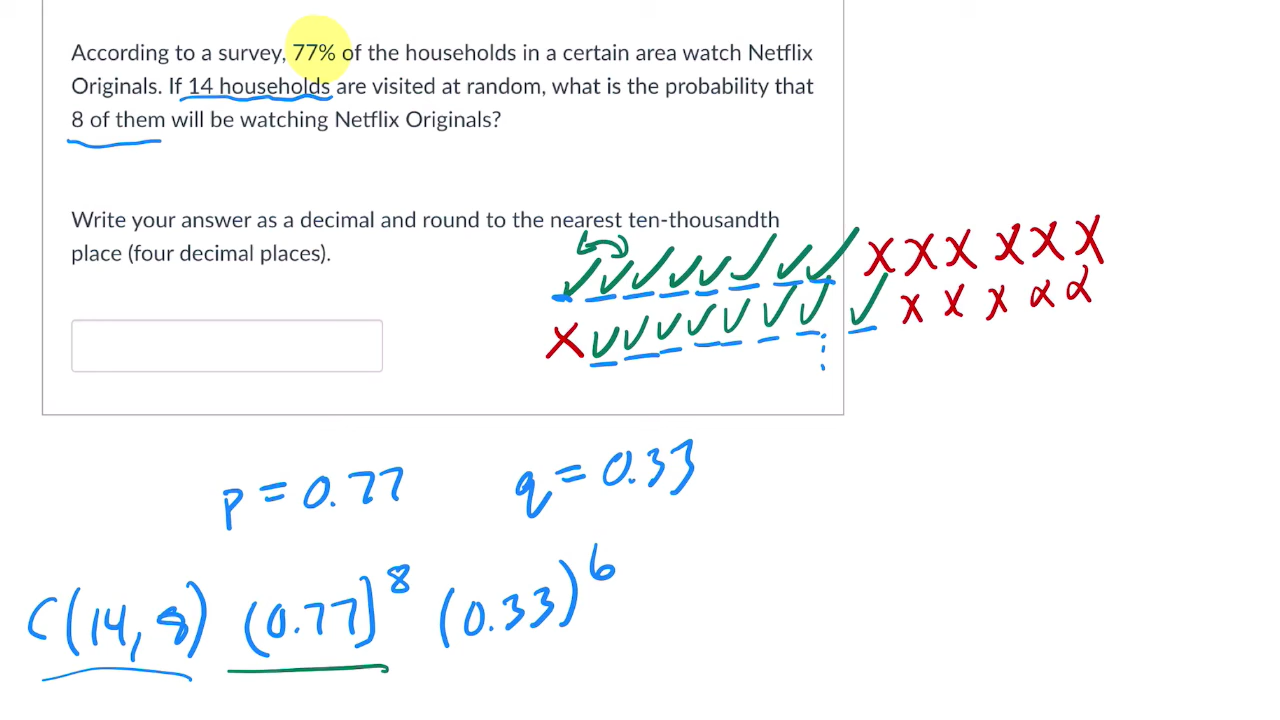 According to a survey, 77% of the households in a certain area watch Netflix
Originals. If 14 households are visited at random, what is the probability that
8 of them will be watching Netflix Originals?
Write your answer as a decimal and round to the nearest ten-thousandth
place (four decimal places).
p = 0.77 q = 0.33
C(14, 8) (0.77]^8 (0.33)^6